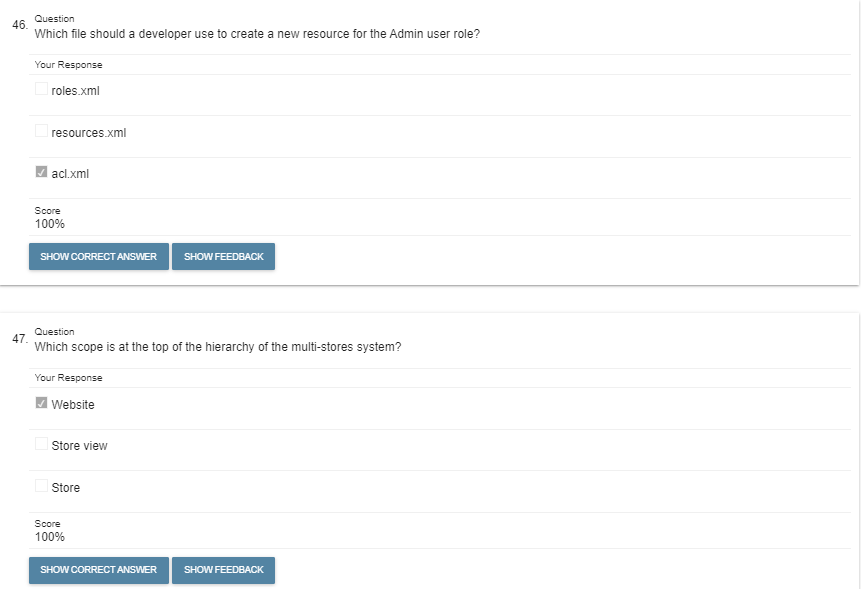 46. Question
Which file should a developer use to create a new resource for the Admin user role?
Your Response
roles.xml
resources.xml
acl.xml
Score
100%
SHOW CORRECT ANSWER SHOW FEEDBACK
47. Question
Which scope is at the top of the hierarchy of the multi-stores system?
Your Response
Website
Store view
Store
Score
100%
SHOW CORRECT ANSWER SHOW FEEDBACK